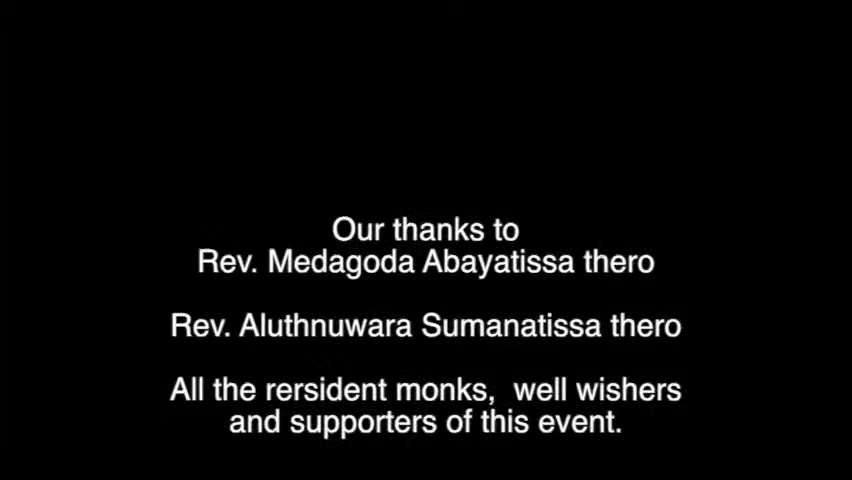 Our thanks to
Rev. Medagoda Abayatissa thero
Rev. Aluthnuwara Sumanatissa thero
All the rersident monks,  well wishers
and supporters of this event.